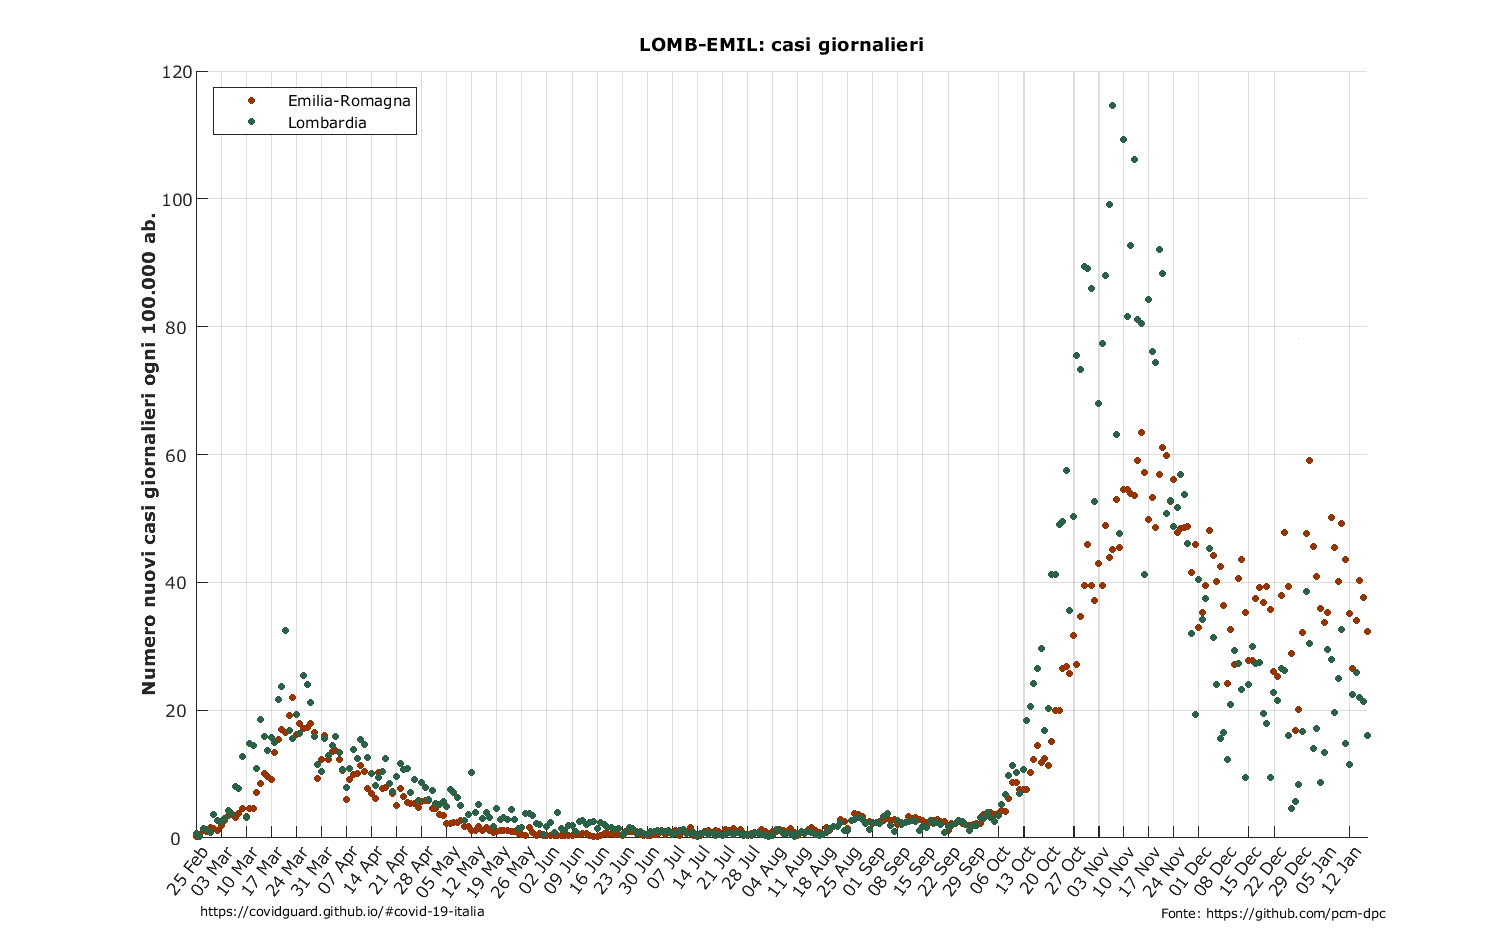 LOMB-EMIL: casi giornalieri
Numero nuovi casi giornalieri ogni 100.000 ab.
120
100
80
60
40
20
0
Emilia-Romagna
Lombardia
25 Feb
03 Mar
10 Mar
17 Mar
24 Mar
31 Mar
07 Apr
14 Apr
21 Apr
28 Apr
05 May
12 May
19 May
26 May
02 Jun
09 Jun
16 Jun
23 Jun
30 Jun
07 Jul
14 Jul
21 Jul
28 Jul
04 Aug
11 Aug
18 Aug
25 Aug
01 Sep
08 Sep
15 Sep
22 Sep
29 Sep
06 Oct
13 Oct
20 Oct
27 Oct
03 Nov
10 Nov
17 Nov
24 Nov
01 Dec
08 Dec
15 Dec
22 Dec
29 Dec
05 Jan
12 Jan
https://covidguard.github.io/#covid-19-italia
Fonte: https://github.com/pcm-dpc